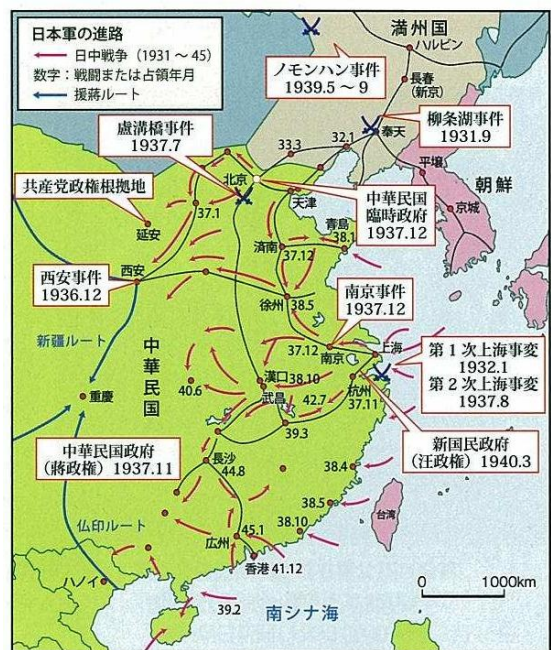 日本軍の進路
日中戦争（1931～45）
数字：戦闘または占領年月
援蔣ルート
満州国
ハルビン
ノモンハン事件
1939.5～9
長春
（新京）
柳条湖事件
1931.9
奉天
盧溝橋事件
1937.7
33.3
32.1
平壌
朝鮮
京城
北京
天津
中華民国
臨時政府
1937.12
共産党政権根拠地
延安
37.1
青島
38.1
済南
37.12
西安事件
1936.12
西安
徐州
38.5
南京事件
1937.12
新疆ルート
中華民国
37.12
南京
上海
第1次上海事変
1932.1
第2次上海事変
1937.8
漢口
38.10
武昌
40.6
重慶
42.7
杭州
37.11
39.3
新国民政府
（汪政権）1940.3
中華民国政府
（蔣政権）1937.11
長沙
44.8
38.4
38.5
38.10
台湾
仏印ルート
45.1
広州
香港 41.12
ハノイ
39.2
南シナ海
0
1000km